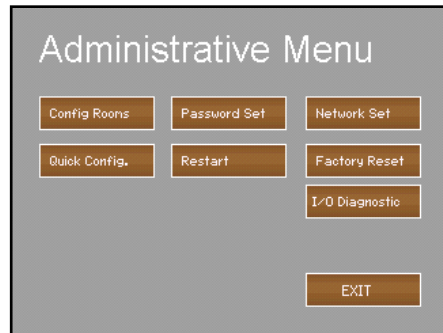 Administrative Menu
Config Rooms Password Set Network Set
Quick Config. Restart Factory Reset
I/O Diagnostic
EXIT